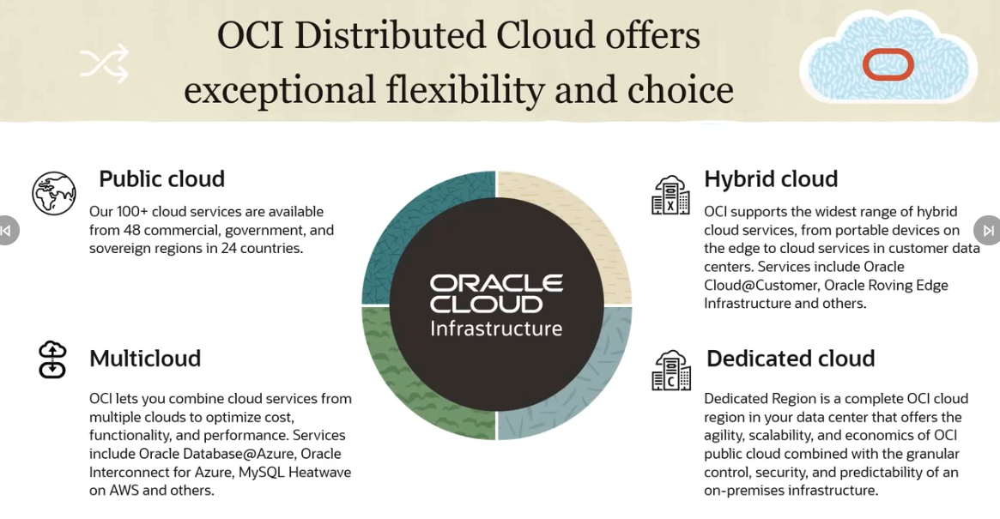 OCI Distributed Cloud offers
exceptional flexibility and choice
Public cloud
Our 100+ cloud services are available
from 48 commercial, government, and
sovereign regions in 24 countries.
Multicloud
OCI lets you combine cloud services from
multiple clouds to optimize cost,
functionality, and performance. Services
include Oracle Database@Azure, Oracle
Interconnect for Azure, MySQL Heatwave
on AWS and others.
ORACLE
CLOUD
Infrastructure
X
Hybrid cloud
OCI supports the widest range of hybrid
cloud services, from portable devices on
the edge to cloud services in customer data
centers. Services include Oracle
Cloud@Customer, Oracle Roving Edge
Infrastructure and others.
C
Dedicated cloud
Dedicated Region is a complete OCI cloud
region in your data center that offers the
agility, scalability, and economics of OCI
public cloud combined with the granular
control, security, and predictability of an
on-premises infrastructure.